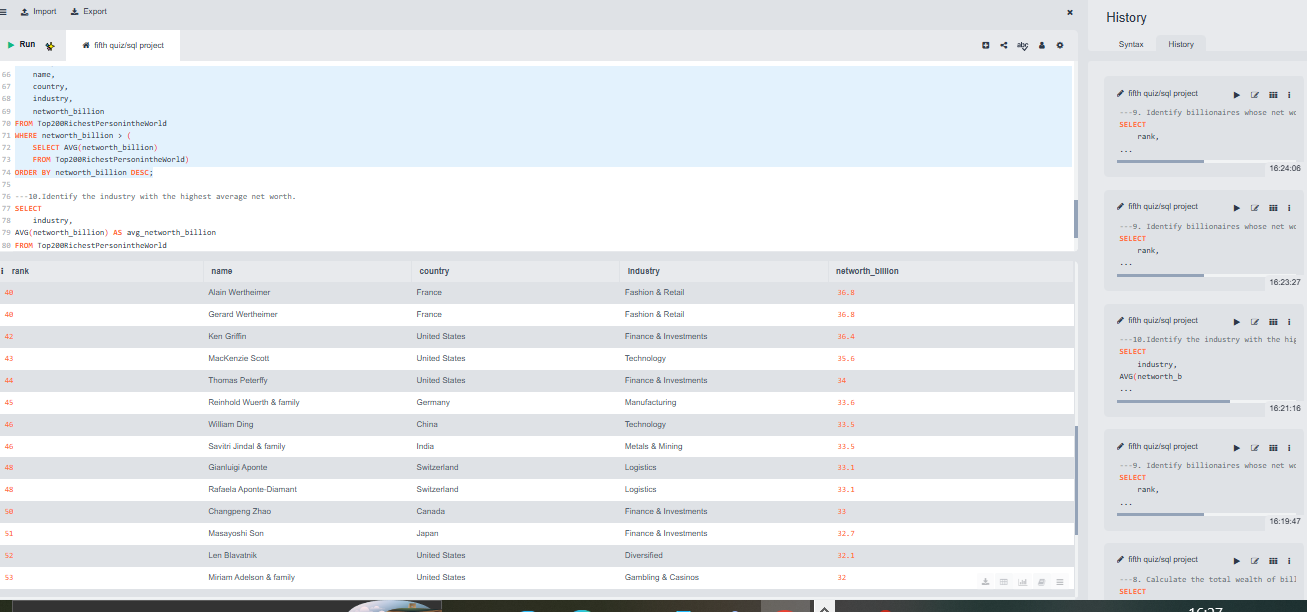 Import Export
Run fifth quiz/sql project
abc
66 name,
67 country,
68 industry,
69 networth_billion
70 FROM Top200RichestPersonintheWorld
71 WHERE networth_billion > (
72 SELECT AVG(networth_billion)
73 FROM Top200RichestPersonintheWorld)
74 ORDER BY networth_billion DESC;
75
76 ---10.Identify the industry with the highest average net worth.
77 SELECT
78 industry,
79 AVG(networth_billion) AS avg_networth_billion
80 FROM Top200RichestPersonintheWorld
rank name country industry networth_billion
40 Alain Wertheimer France Fashion & Retail 36.8
40 Gerard Wertheimer France Fashion & Retail 36.8
42 Ken Griffin United States Finance & Investments 36.4
43 MacKenzie Scott United States Technology 35.6
44 Thomas Peterffy United States Finance & Investments 34
45 Reinhold Wuerth & family Germany Manufacturing 33.6
46 William Ding China Technology 33.5
46 Savitri Jindal & family India Metals & Mining 33.5
48 Gianluigi Aponte Switzerland Logistics 33.1
48 Rafaela Aponte-Diamant Switzerland Logistics 33.1
50 Changpeng Zhao Canada Finance & Investments 33
51 Masayoshi Son Japan Finance & Investments 32.7
52 Len Blavatnik United States Diversified 32.1
53 Miriam Adelson & family United States Gambling & Casinos 32
History
Syntax History
fifth quiz/sql project
---9. Identify billionaires whose net wo
SELECT
rank,
...
16:24:06
fifth quiz/sql project
---9. Identify billionaires whose net wo
SELECT
rank,
...
16:23:27
fifth quiz/sql project
---10.Identify the industry with the hig
SELECT
industry,
AVG(networth_b
...
16:21:16
fifth quiz/sql project
---9. Identify billionaires whose net wo
SELECT
rank,
...
16:19:47
fifth quiz/sql project
---8. Calculate the total wealth of bill
SELECT
16:27